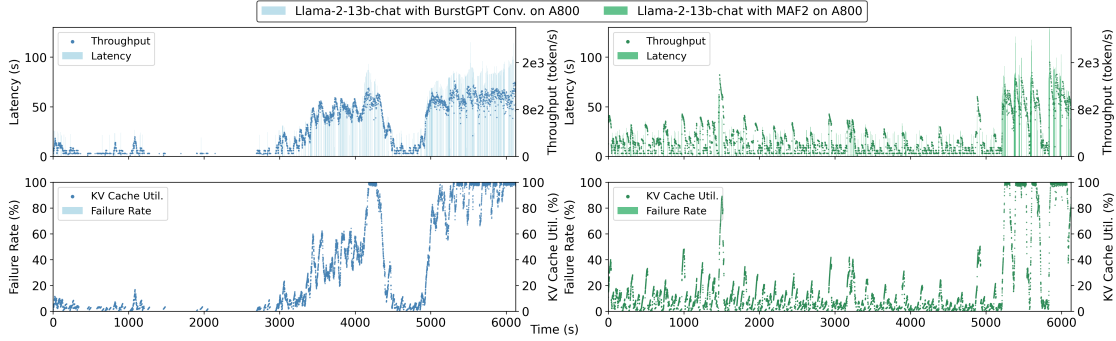 Llama-2-13b-chat with BurstGPT Conv. on A800 Llama-2-13b-chat with MAF2 on A800
Latency (s)
100
50
0
Throughput
Latency
2e3
8e2
0
Throughput (token/s)
Latency (s)
100
50
0
Throughput
Latency
2e3
8e2
0
Throughput (token/s)
Failure Rate (%)
100
80
60
40
20
0
KV Cache Util.
Failure Rate
100
80
60
40
20
0
KV Cache Util. (%)
0 1000 2000 3000 4000 5000 6000
Failure Rate (%)
100
80
60
40
20
0
KV Cache Util.
Failure Rate
100
80
60
40
20
0
KV Cache Util. (%)
0 1000 2000 3000 4000 5000 6000
Time (s)